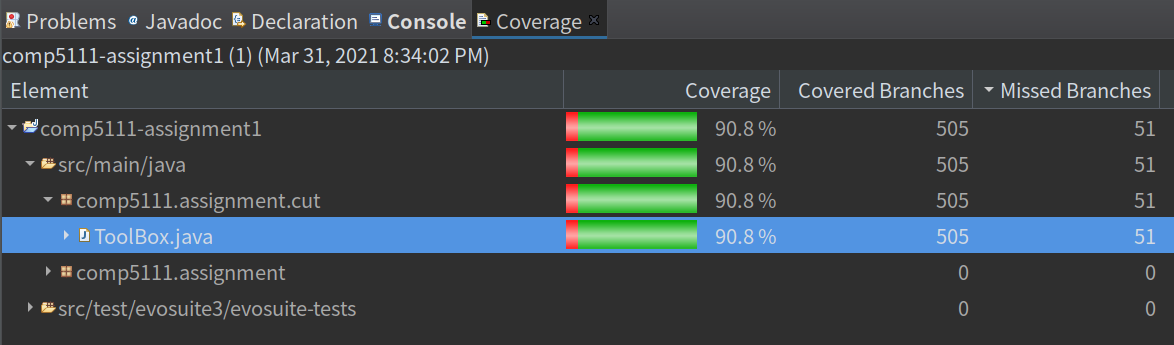 Problems Javadoc Declaration Console Coverage
comp5111-assignment1 (1) (Mar 31, 2021 8:34:02 PM)
Element Coverage Covered Branches Missed Branches
comp5111-assignment1 90.8 % 505 51
src/main/java 90.8 % 505 51
comp5111.assignment.cut 90.8 % 505 51
ToolBox.java 90.8 % 505 51
comp5111.assignment 0 0
src/test/evosuite3/evosuite-tests 0 0